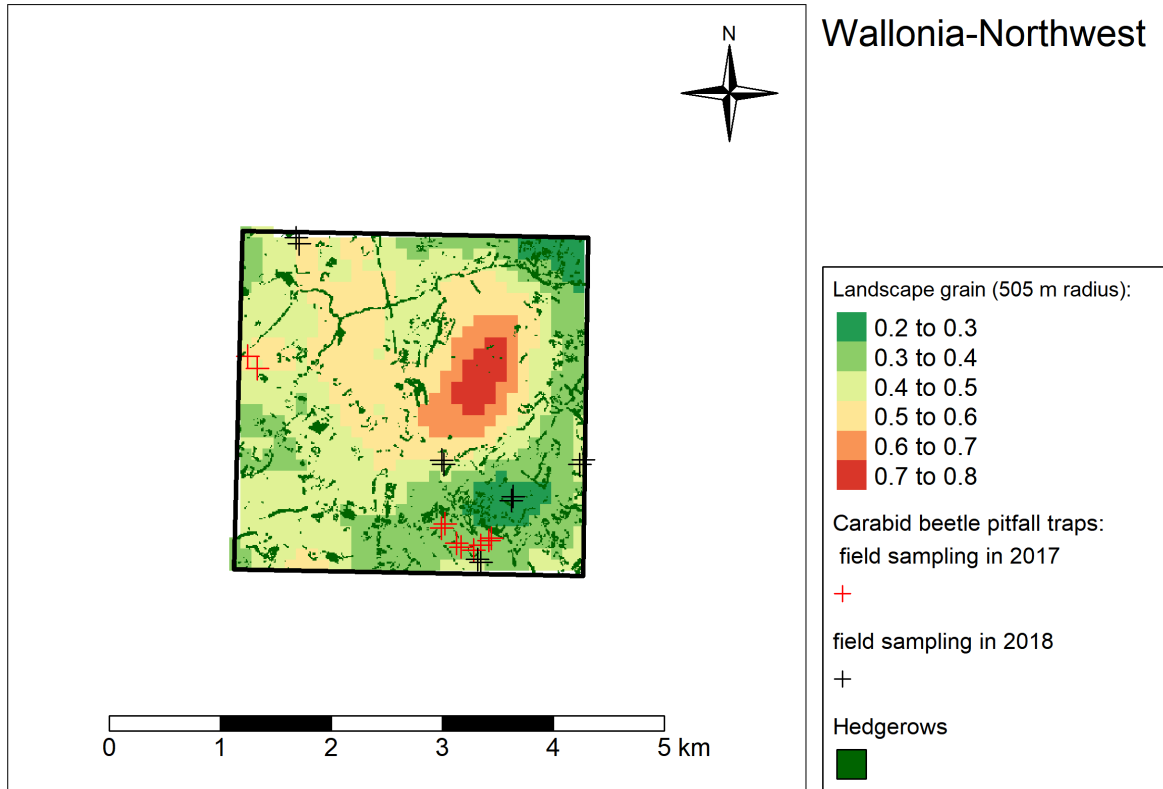 Wallonia-Northwest
N
Landscape grain (505 m radius):
0.2 to 0.3
0.3 to 0.4
0.4 to 0.5
0.5 to 0.6
0.6 to 0.7
0.7 to 0.8
Carabid beetle pitfall traps:
field sampling in 2017
field sampling in 2018
Hedgerows
0 1 2 3 4 5 km